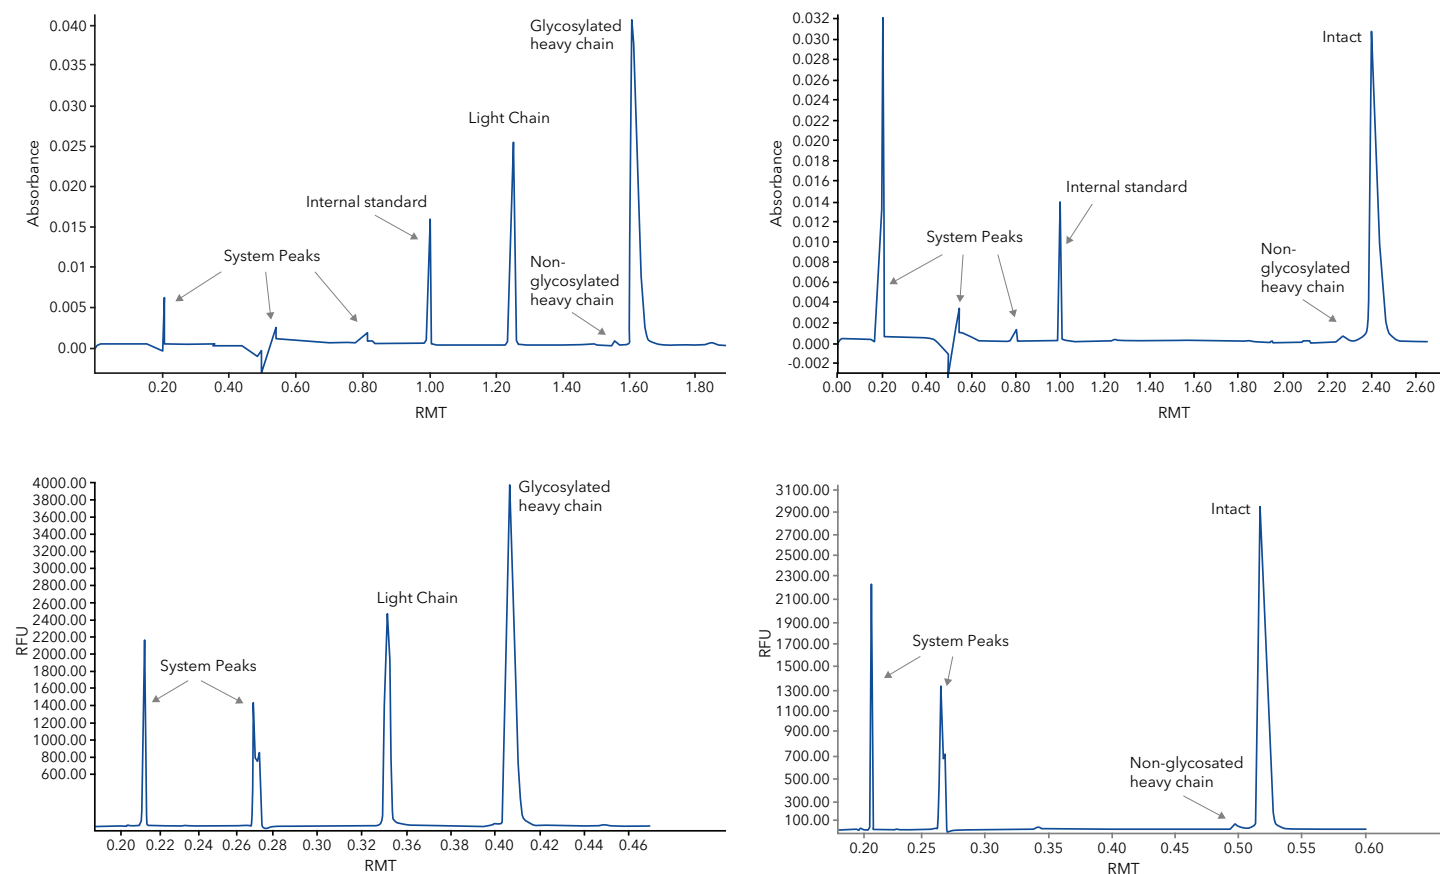 0.040
0.035
0.030
0.025
0.020
0.015
0.01
0.005
0.00
Absorbance
Glycosylated
heavy chain
Light Chain
Internal standard
System Peaks
Non-
glycosylated
heavy chain
0.20 0.40 0.60 0.80 1.00 1.20 1.40 1.60 1.80
RMT
0.032
0.030
0.028
0.026
0.024
0.022
0.020
0.018
0.016
0.014
0.012
0.010
0.008
0.006
0.004
0.002
0.000
-0.002
Absorbance
Intact
Internal standard
System Peaks
Non-
glycosylated
heavy chain
0.00 0.20 0.40 0.60 0.80 1.00 1.20 1.40 1.60 1.80 2.00 2.20 2.40 2.60
RMT
4000.00
3800.00
3600.00
3400.00
3200.00
3000.00
2800.00
2600.00
2400.00
2200.00
2000.00
1800.00
1600.00
1400.00
1200.00
1000.00
800.00
600.00
RFU
Glycosylated
heavy chain
Light Chain
System Peaks
0.20 0.22 0.24 0.26 0.28 0.30 0.32 0.34 0.36 0.38 0.40 0.42 0.44 0.46
RMT
3100.00
2900.00
2700.00
2500.00
2300.00
2100.00
1900.00
1700.00
1500.00
1300.00
1100.00
900.00
700.00
500.00
300.00
100.00
RFU
Intact
System Peaks
Non-glycosated
heavy chain
0.20 0.25 0.30 0.35 0.40 0.45 0.50 0.55 0.60
RMT